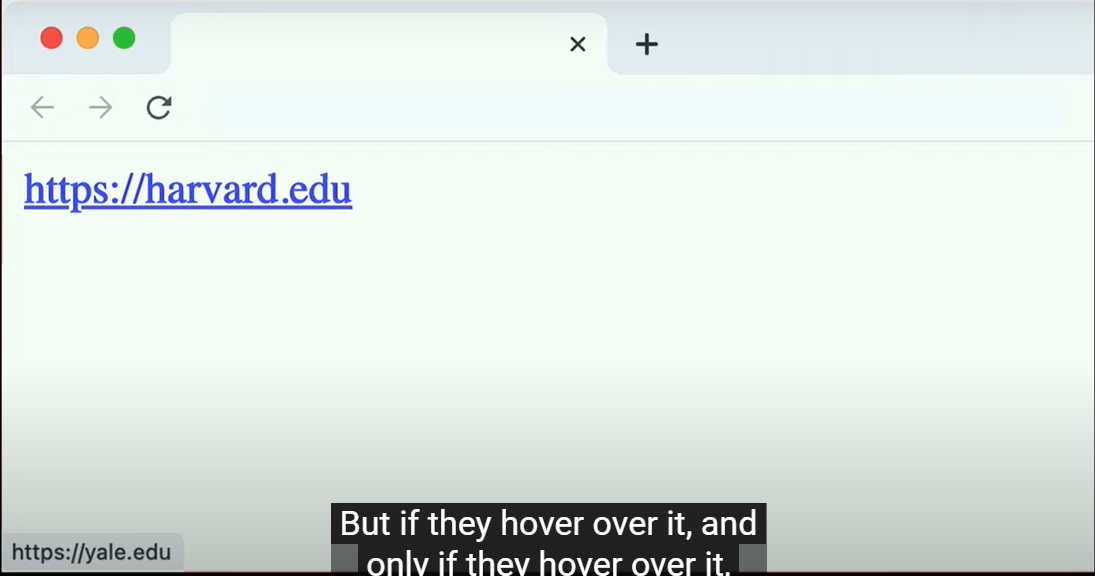 https://harvard.edu
https://yale.edu
But if they hover over it, and
only if they hover over it,